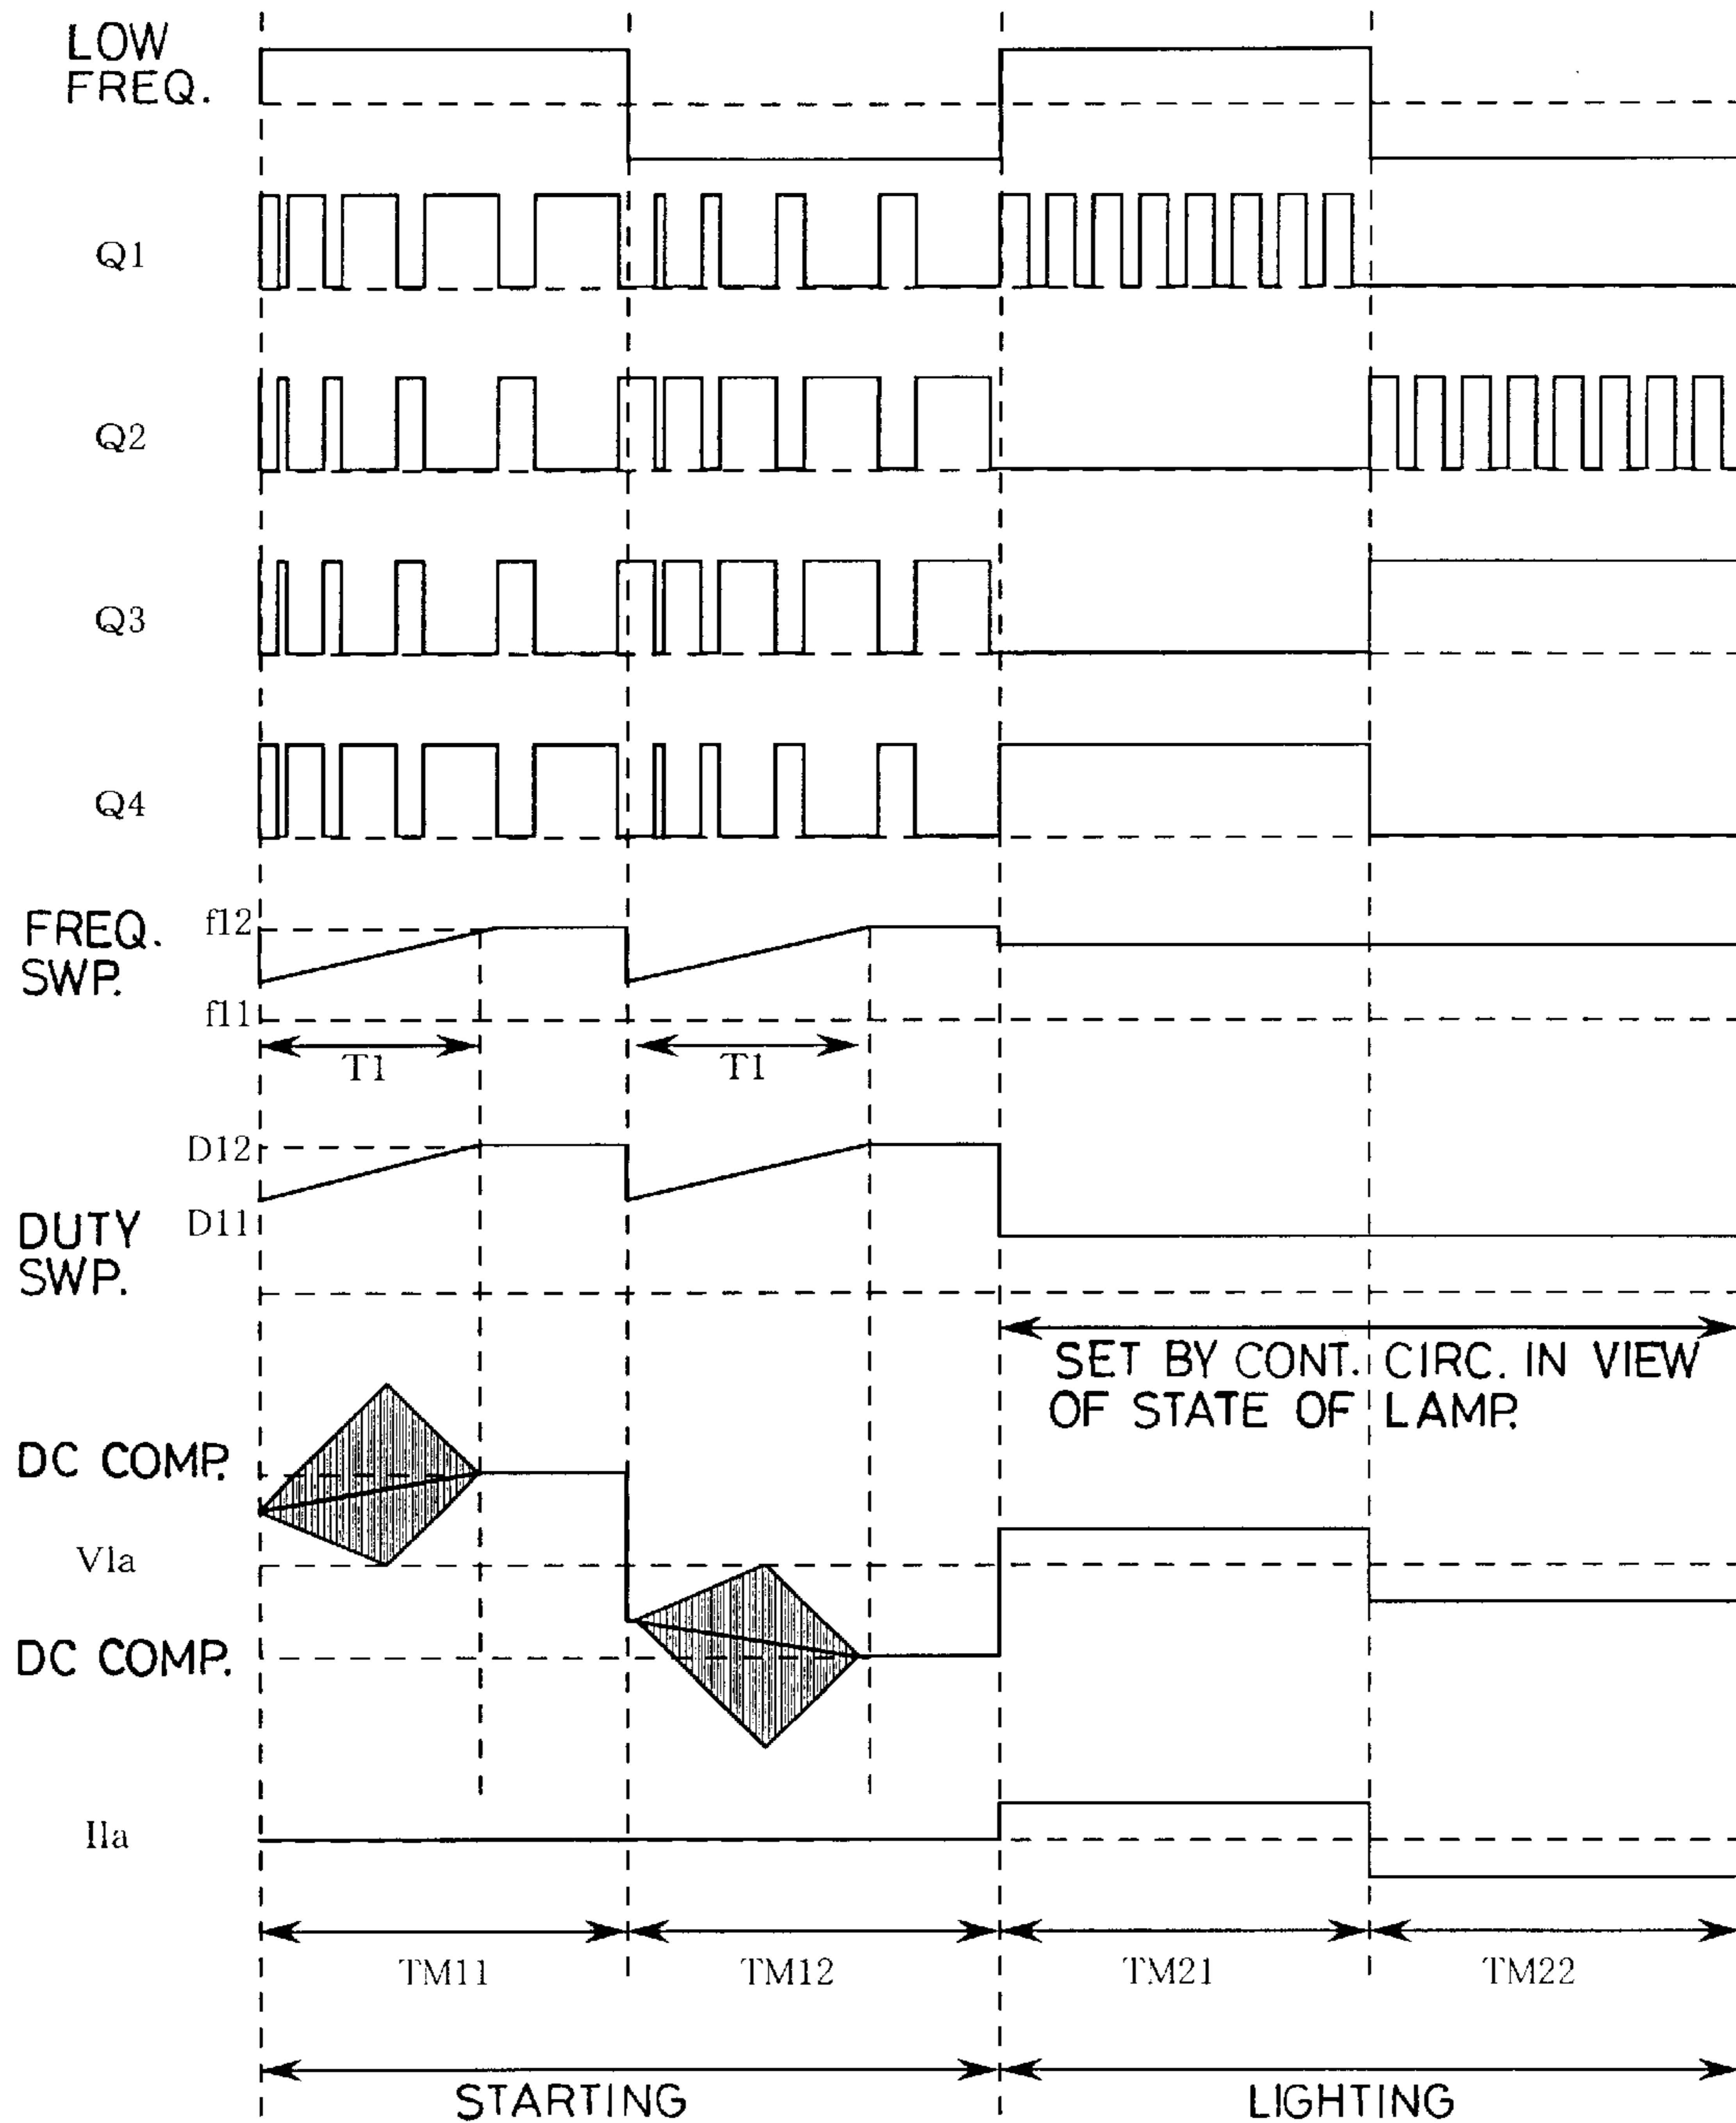 LOW
FREQ.
Q1
Q2
Q3
Q4
FREQ.
SWP.
f12
f11
T1 T1
D12
D11
DUTY
SWP.
SET BY CONT. CIRC. IN VIEW
OF STATE OF LAMP.
DC COMP.
Vla
DC COMP.
Ila
TM11 TM12 TM21 TM22
STARTING LIGHTING